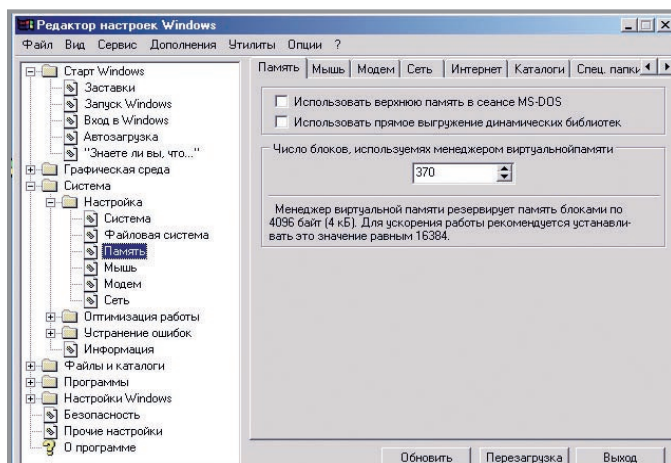 Редактор настроек Windows
Файл Вид Сервис Дополнения Утилиты Опции ?
Старт Windows
Заставки
Запуск Windows
Вход в Windows
Автозагрузка
"Знаете ли вы, что..."
Графическая среда
Система
Настройка
Система
Файловая система
Память
Мышь
Модем
Сеть
Оптимизация работы
Устранение ошибок
Информация
Файлы и каталоги
Программы
Настройки Windows
Безопасность
Прочие настройки
О программе
Память Мышь Модем Сеть Интернет Каталоги Спец. папки
Использовать верхнюю память в сеансе MS-DOS
Использовать прямое выгружение динамических библиотек
Число блоков, используемях менеджером виртуальнойпамяти
370
Менеджер виртуальной памяти резервирует память блоками по
4096 байт (4 кБ). Для ускорения работы рекомендуется устанавли-
вать это значение равным 16384.
Обновить Перезагрузка Выход